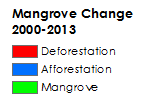 Mangrove Change
2000-2013
Deforestation
Afforestation
Mangrove